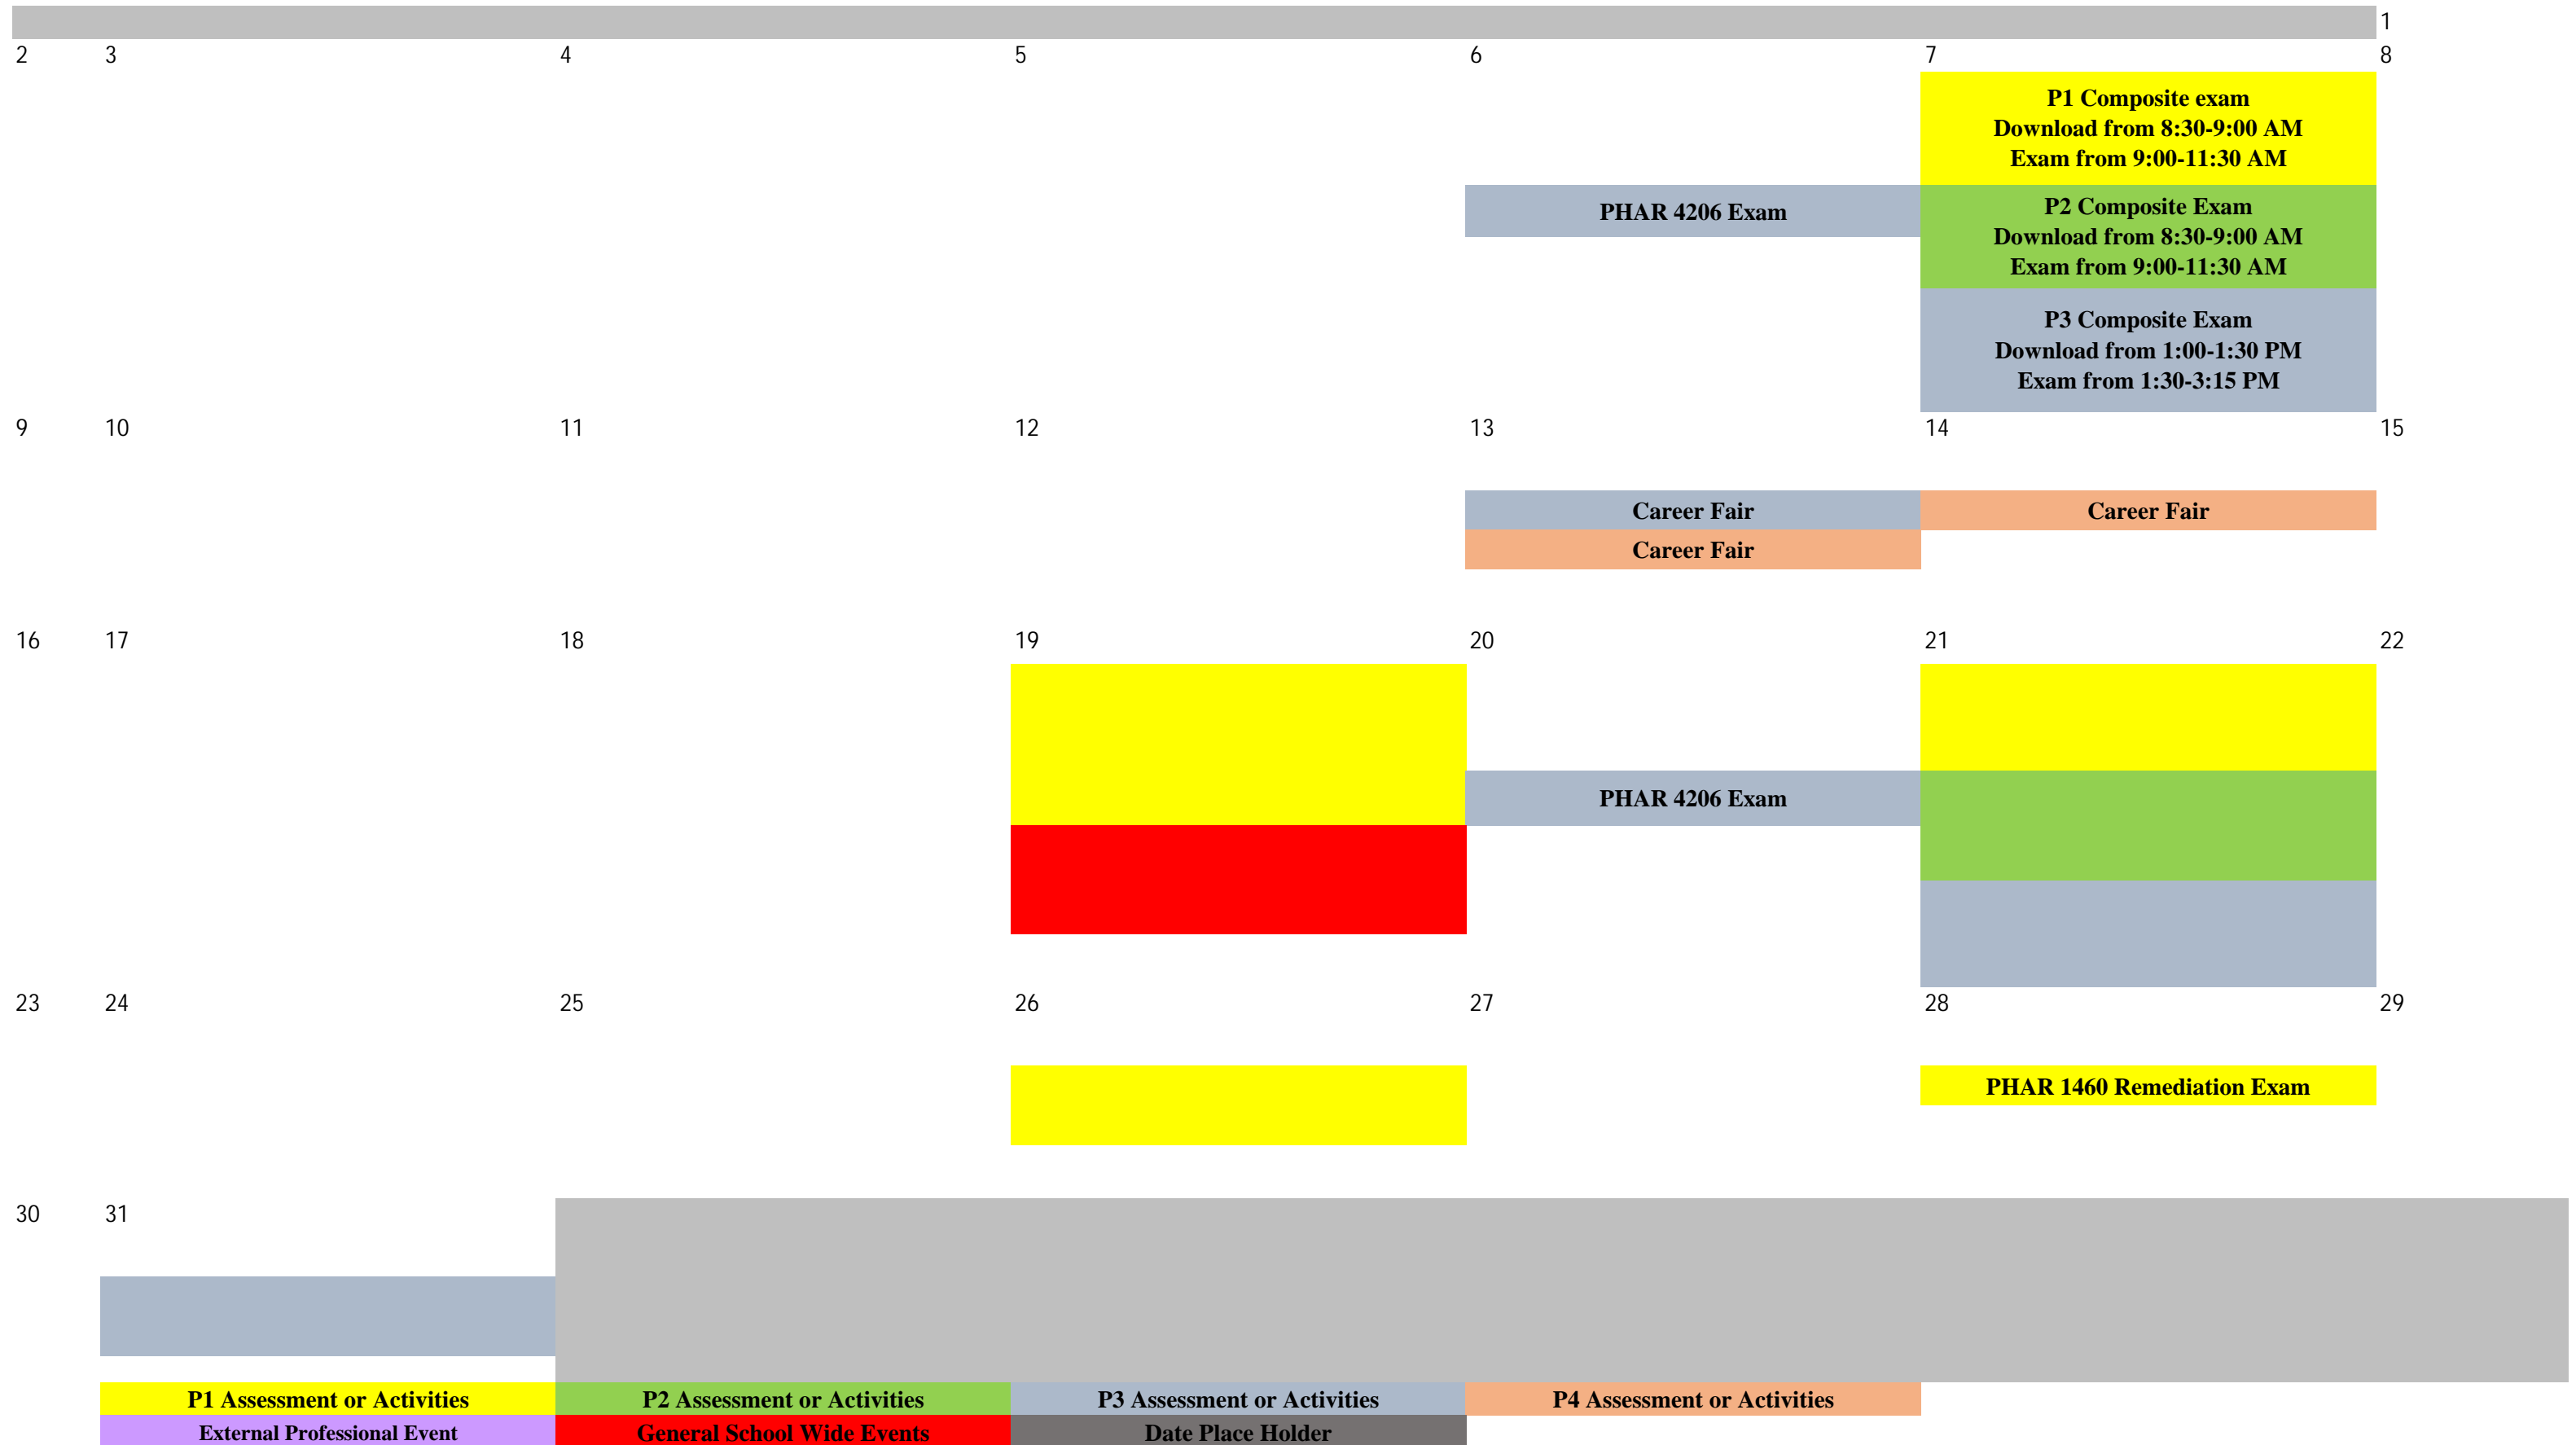 1
2 3 4 5 6 7 8
P1 Composite exam
Download from 8:30-9:00 AM
Exam from 9:00-11:30 AM
PHAR 4206 Exam
P2 Composite Exam
Download from 8:30-9:00 AM
Exam from 9:00-11:30 AM
P3 Composite Exam
Download from 1:00-1:30 PM
Exam from 1:30-3:15 PM
9 10 11 12 13 14 15
Career Fair Career Fair
Career Fair
16 17 18 19 20 21 22
PHAR 4206 Exam
23 24 25 26 27 28 29
PHAR 1460 Remediation Exam
30 31
P1 Assessment or Activities P2 Assessment or Activities P3 Assessment or Activities P4 Assessment or Activities
External Professional Event General School Wide Events Date Place Holder